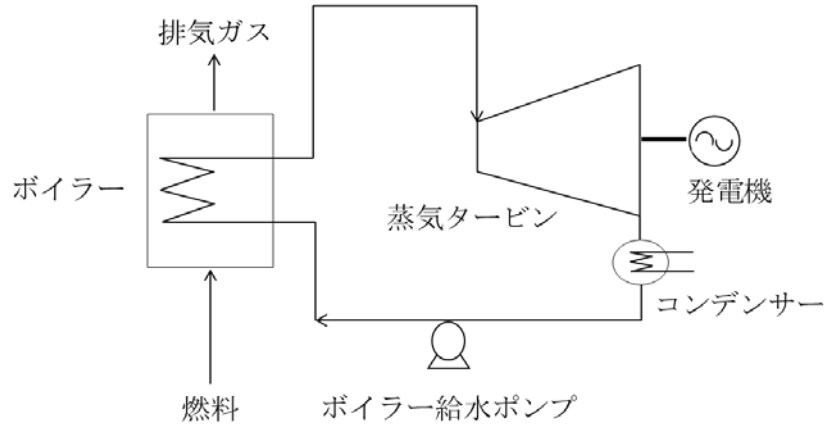 排気ガス
ボイラー
発電機
蒸気タービン
コンデンサー
燃料
ボイラー給水ポンプ